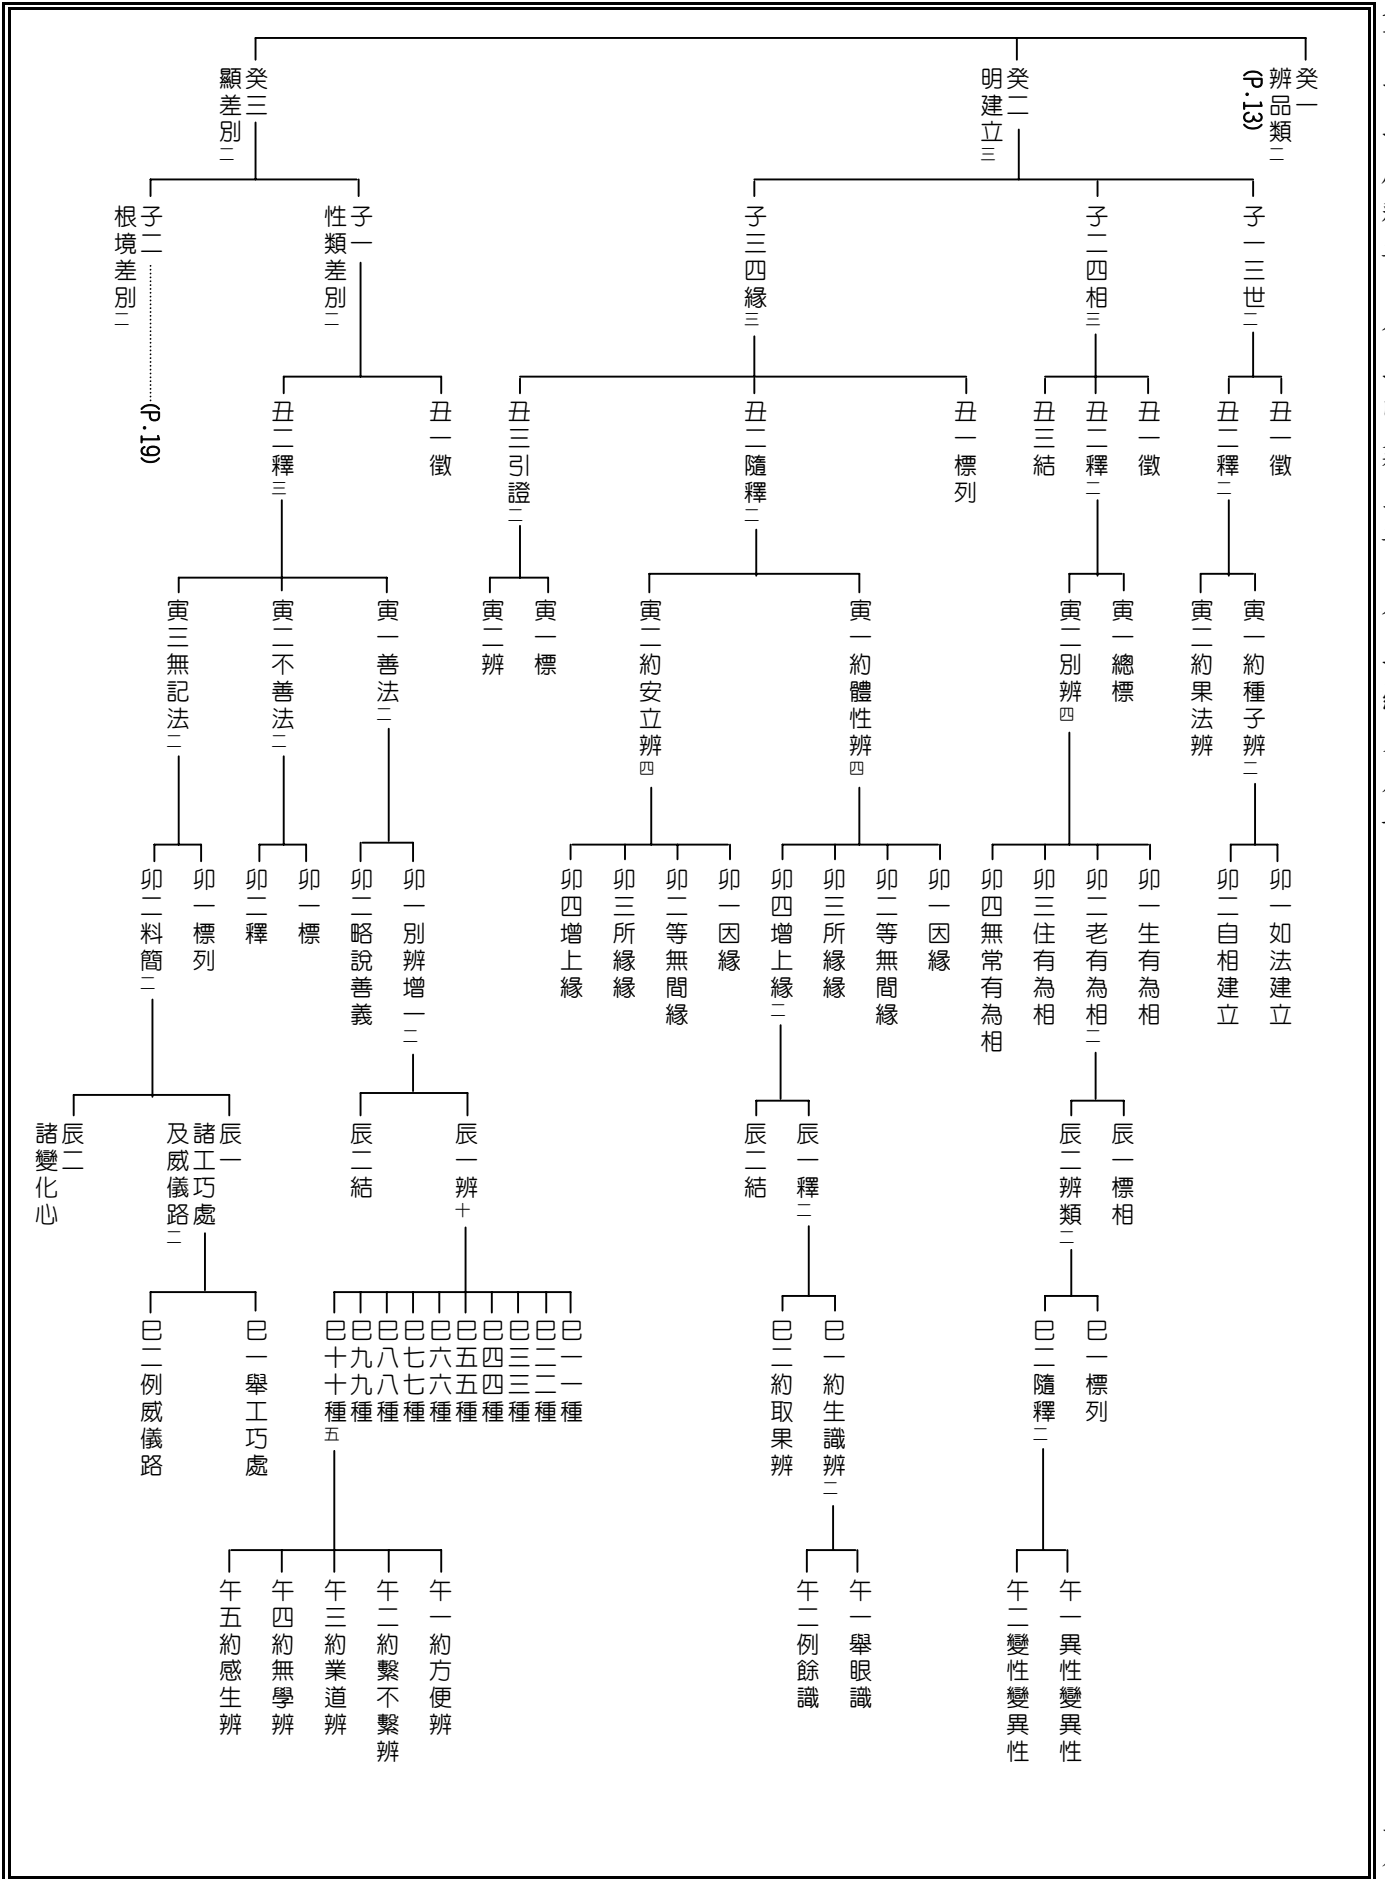 癸一
辨品類二
(P.13)
癸二
明建立三
癸三
顯差別二
子一三世二
子二四相三
子三四緣三
子一
性類差別二
子二
根境差別二
(P.19)
丑一徵
丑二釋二
丑一徵
丑二釋二
丑三結
丑一標列
丑二隨釋二
丑三引證二
丑一徵
丑二釋三
寅一約種子辨二
寅二約果法辨
寅一總標
寅二別辨四
寅一約體性辨四
寅二約安立辨四
寅一標
寅二辨
寅一善法二
寅二不善法二
寅三無記法二
卯一如法建立
卯二自相建立
卯一生有為相
卯二老有為相二
卯三住有為相
卯四無常有為相
卯一因緣
卯二等無間緣
卯三所緣緣
卯四增上緣二
卯一因緣
卯二等無間緣
卯三所緣緣
卯四增上緣
卯一別辨增一二
卯二略說善義
卯一標
卯二釋
卯一標列
卯二料簡二
辰一標相
辰二辨類二
辰一釋二
辰二結
辰一辨十
辰二結
辰一
諸工巧處
及威儀路二
辰二
諸變化心
巳一標列
巳二隨釋二
巳一約生識辨二
巳二約取果辨
巳一一種
巳二二種
巳三三種
巳四四種
巳五五種
巳六六種
巳七七種
巳八八種
巳九九種
巳十十種五
巳一舉工巧處
巳二例威儀路
午一異性變異性
午二變性變異性
午一舉眼識
午二例餘識
午一約方便辨
午二約繫不繫辨
午三約業道辨
午四約無學辨
午五約感生辨